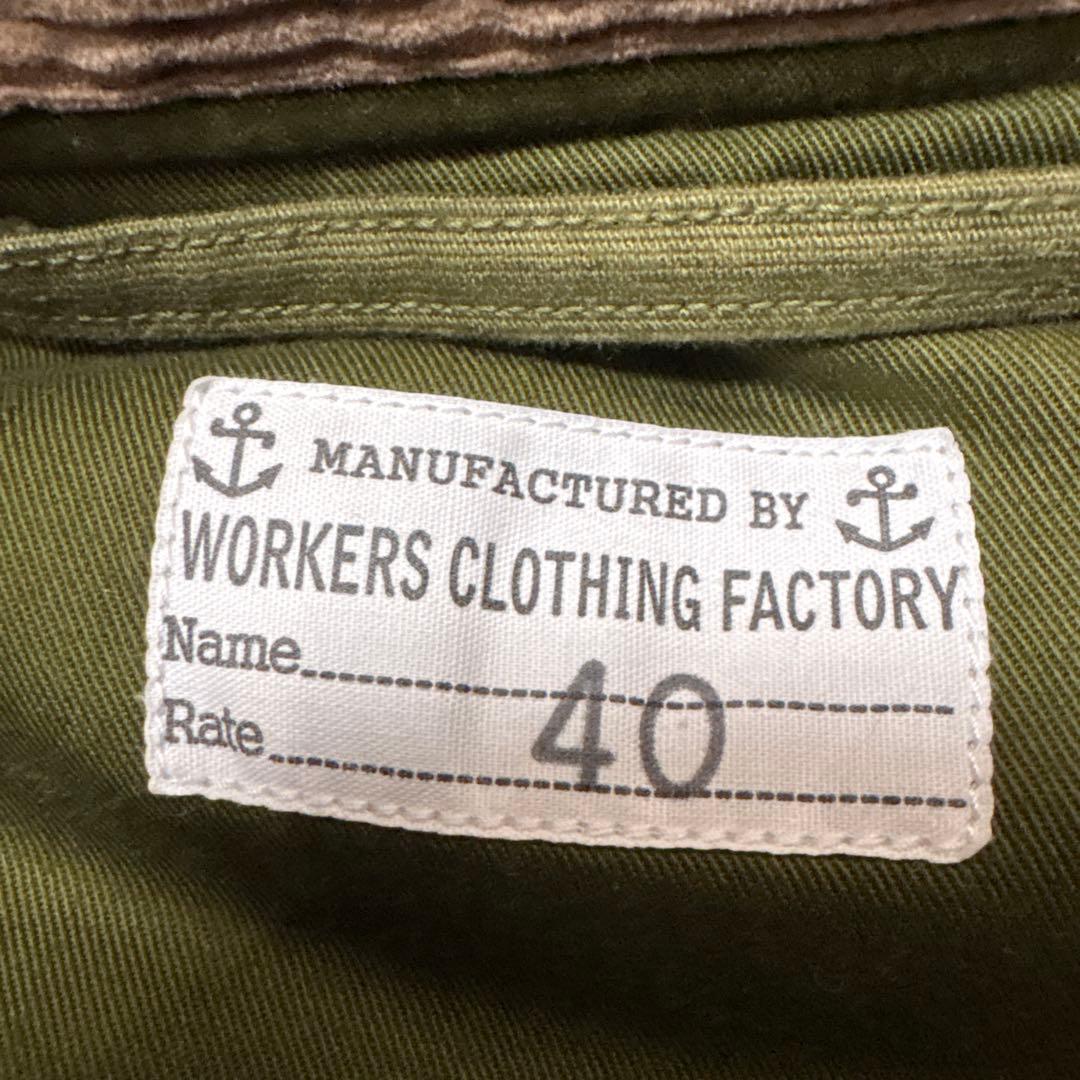 MANUFACTURED BY
WORKERS CLOTHING FACTORY
Name
40
Rate